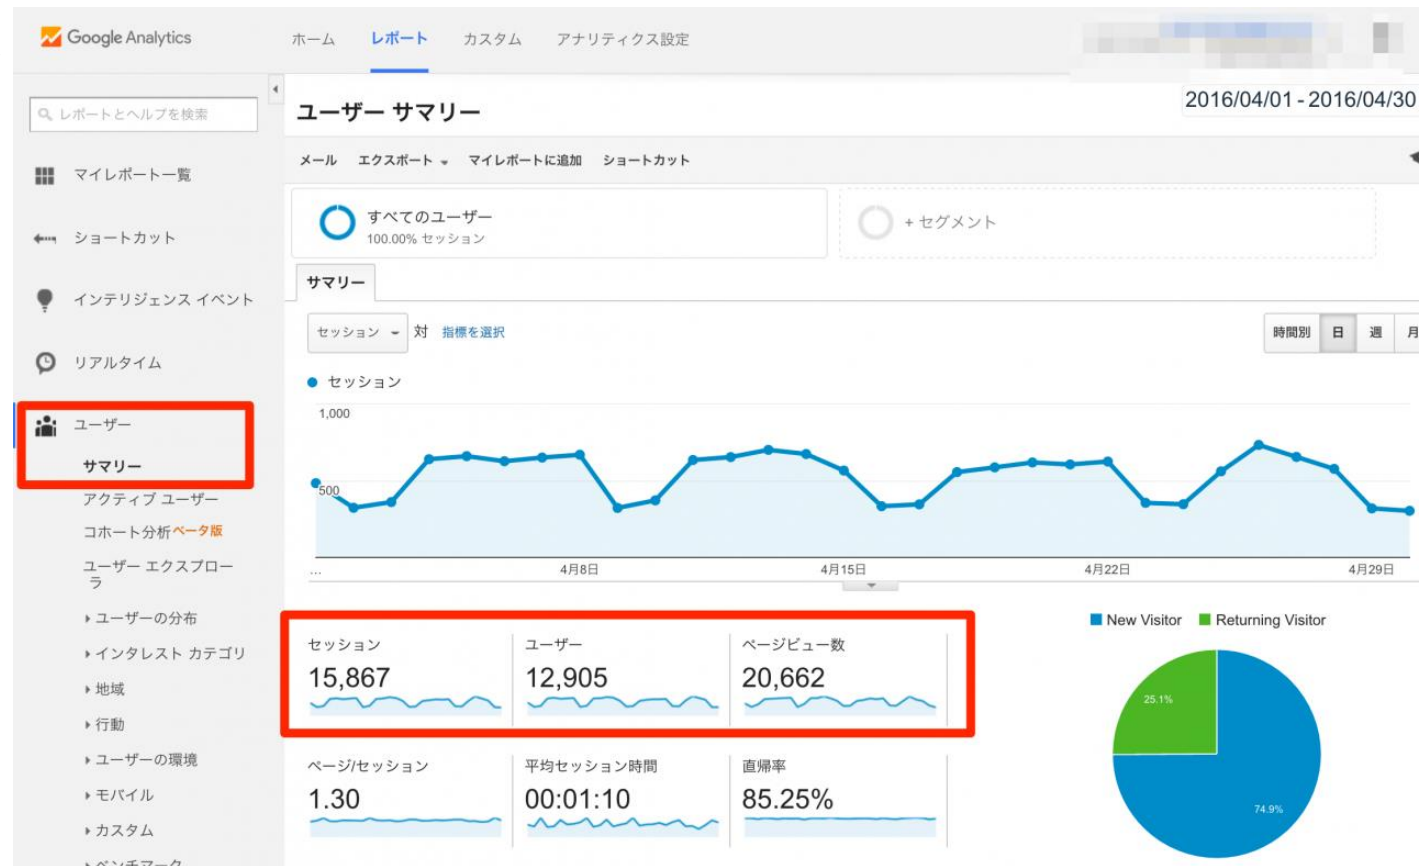 Google Analytics
ホーム レポート カスタム アナリティクス設定
レポートとヘルプを検索
マイレポート一覧
ショートカット
インテリジェンス イベント
リアルタイム
ユーザー
サマリー
アクティブ ユーザー
コホート分析ベータ版
ユーザー エクスプロー
ラ
ユーザーの分布
インタレスト カテゴリ
地域
行動
ユーザーの環境
モバイル
カスタム
ベンチマーク
ユーザー サマリー
2016/04/01 - 2016/04/30
メール エクスポート マイレポートに追加 ショートカット
すべてのユーザー
100.00% セッション
+ セグメント
サマリー
セッション 対 指標を選択
時間別 日 週 月
セッション
1,000
500
... 4月8日 4月15日 4月22日 4月29日
New Visitor Returning Visitor
セッション ユーザー ページビュー数
15,867 12,905 20,662
ページ/セッション 平均セッション時間 直帰率
1.30 00:01:10 85.25%
25.1%
74.9%